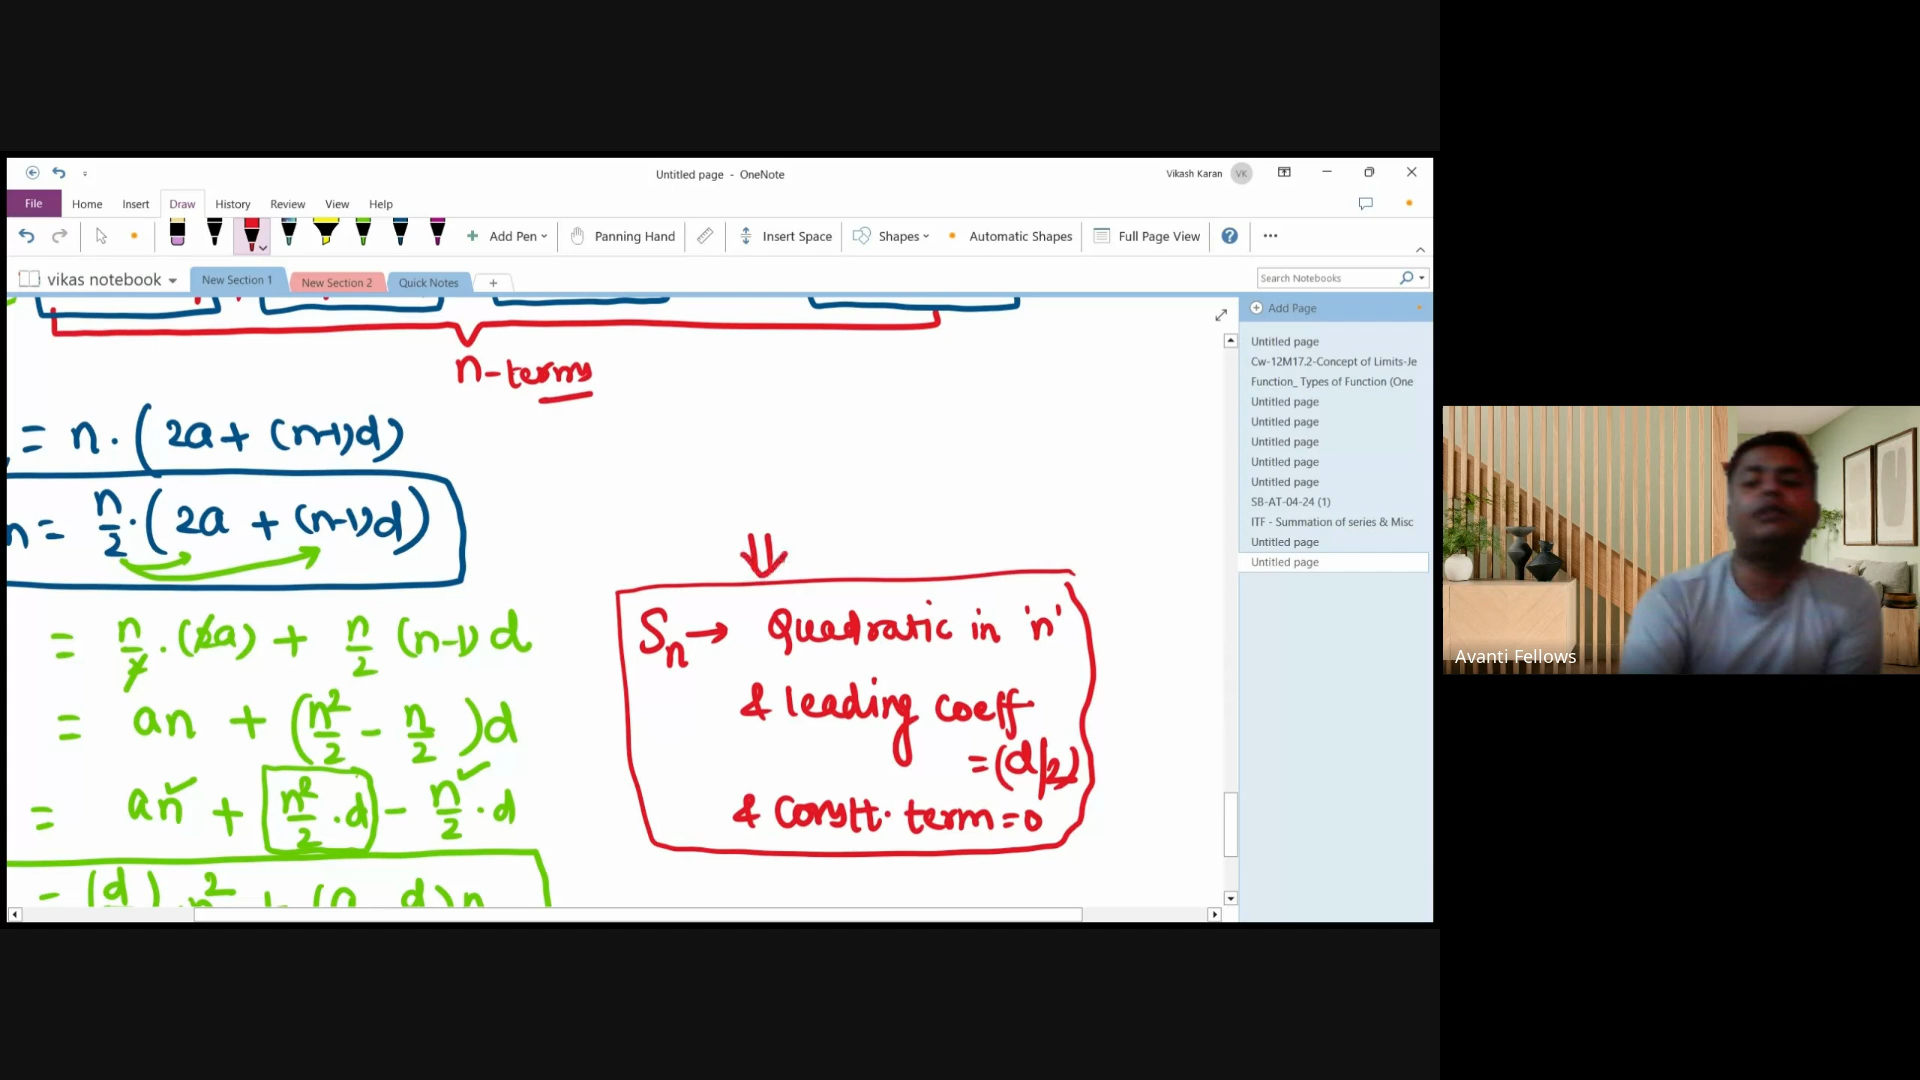 Untitled page - OneNote
Vikash Karan VK
File Home Insert Draw History Review View Help
Add Pen Panning Hand Insert Space Shapes Automatic Shapes Full Page View
vikas notebook New Section 1 New Section 2 Quick Notes Search Notebooks
Add Page
Untitled page
Cw-12M17.2-Concept of Limits-Je
Function_ Types of Function (One
Untitled page
Untitled page
Untitled page
Untitled page
Untitled page
SB-AT-04-24 (1)
ITF - Summation of series & Misc
Untitled page
Untitled page
n-terms
= n . (2a + (n-1)d)
n = n/2 . (2a + (n-1)d)
= n/2 . (2a) + n/2 (n-1) d
= an + (n²/2 - n/2) d
= an + n²/2 . d - n/2 . d
Sn → Quadratic in 'n'
& leading coeff
= (d/2)
& Constt. term = 0
Avanti Fellows